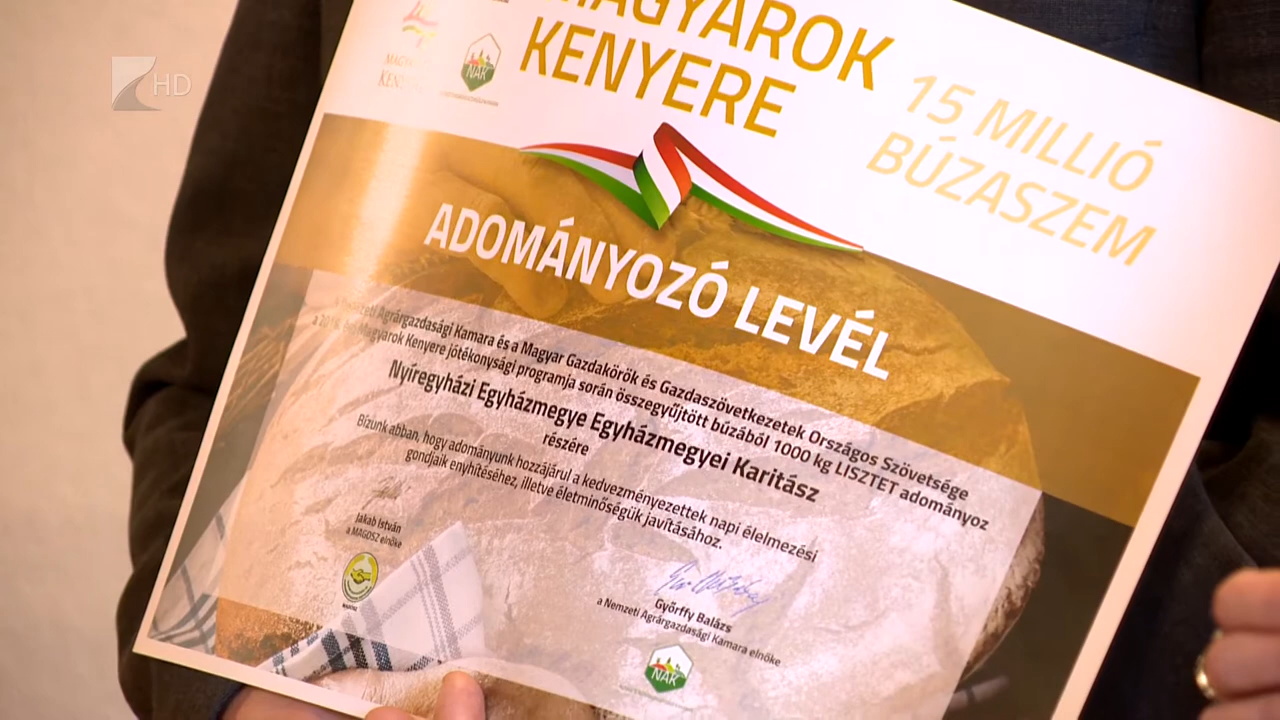 HD
MAGYAROK
KENYERE
15 MILLIÓ
BÚZASZEM
NAK
ADOMÁNYOZÓ LEVÉL
a Nemzeti Agrárgazdasági Kamara és a Magyar Gazdakörök és Gazdaszövetkezetek Országos Szövetsége
Magyarok Kenyere jótékonysági programja során összegyűjtött búzából 1000 kg LISZTET adományoz
Nyíregyházi Egyházmegye Egyházmegyei Karitász
részére
Bízunk abban, hogy adományunk hozzájárul a kedvezményezettek napi élelmezési
gondjaik enyhítéséhez, illetve életminőségük javításához.
Jakab István
a MAGOSZ elnöke
Győrffy Balázs
a Nemzeti Agrárgazdasági Kamara elnöke
NAK